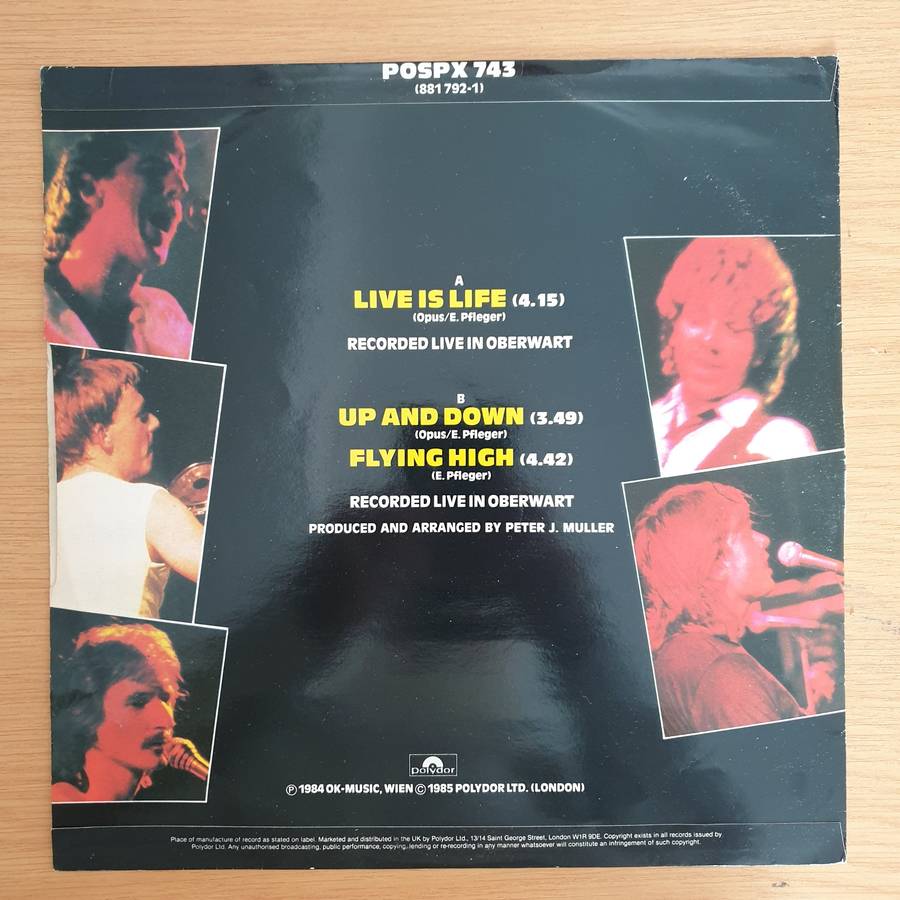 POSPX 743
(881 792-1)
A
LIVE IS LIFE (4.15)
(Opus/E. Pfleger)
RECORDED LIVE IN OBERWART
B
UP AND DOWN (3.49)
(Opus/E. Pfleger)
FLYING HIGH (4.42)
(E. Pfleger)
RECORDED LIVE IN OBERWART
PRODUCED AND ARRANGED BY PETER J. MULLER
polydor
℗ 1984 OK-MUSIC, WIEN © 1985 POLYDOR LTD. (LONDON)
Place of manufacture of record as stated on label. Marketed and distributed in the UK by Polydor Ltd., 13/14 Saint George Street, London W1R 9DE. Copyright exists in all records issued by
Polydor Ltd. Any unauthorised broadcasting, public performance, copying, lending or re-recording in any manner whatsoever will constitute an infringement of such copyright.